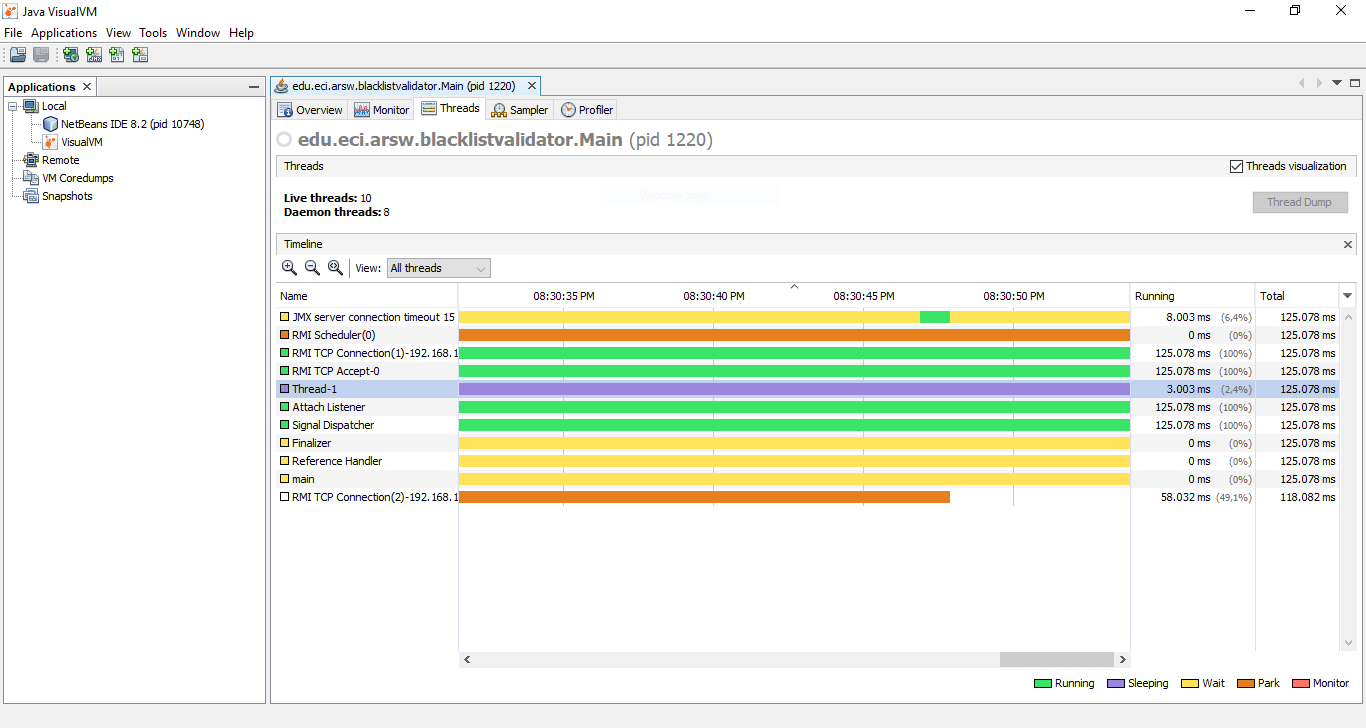 Java VisualVM
File Applications View Tools Window Help
Applications
Local
NetBeans IDE 8.2 (pid 10748)
VisualVM
Remote
VM Coredumps
Snapshots
edu.eci.arsw.blacklistvalidator.Main (pid 1220)
Overview Monitor Threads Sampler Profiler
edu.eci.arsw.blacklistvalidator.Main (pid 1220)
Threads Threads visualization
Live threads: 10
Daemon threads: 8
Thread Dump
Timeline
View: All threads
Name 08:30:35 PM 08:30:40 PM 08:30:45 PM 08:30:50 PM Running Total
JMX server connection timeout 15 8.003 ms (6,4%) 125.078 ms
RMI Scheduler(0) 0 ms (0%) 125.078 ms
RMI TCP Connection(1)-192.168.1 125.078 ms (100%) 125.078 ms
RMI TCP Accept-0 125.078 ms (100%) 125.078 ms
Thread-1 3.003 ms (2,4%) 125.078 ms
Attach Listener 125.078 ms (100%) 125.078 ms
Signal Dispatcher 125.078 ms (100%) 125.078 ms
Finalizer 0 ms (0%) 125.078 ms
Reference Handler 0 ms (0%) 125.078 ms
main 0 ms (0%) 125.078 ms
RMI TCP Connection(2)-192.168.1 58.032 ms (49,1%) 118.082 ms
Running Sleeping Wait Park Monitor